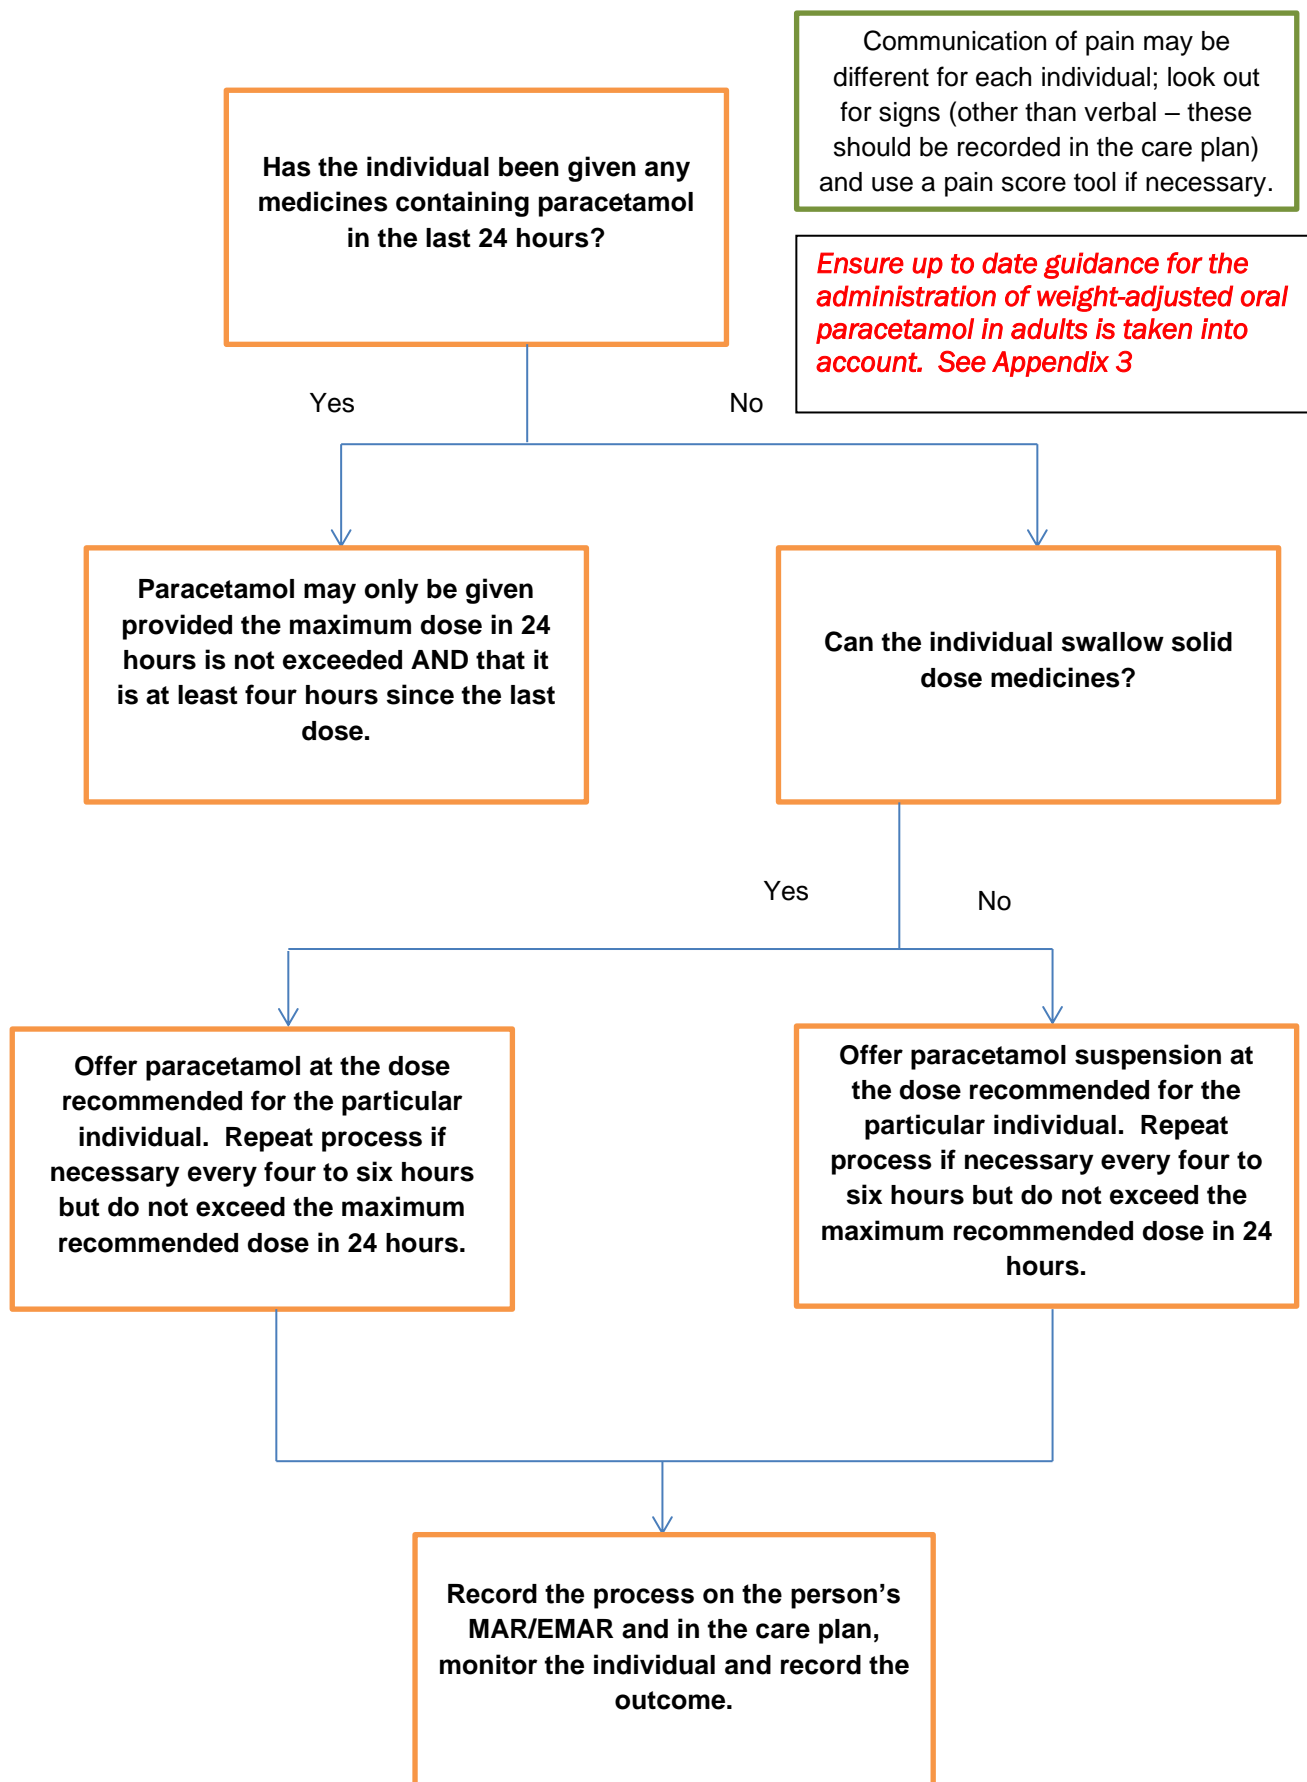 Communication of pain may be
different for each individual; look out
for signs (other than verbal – these
should be recorded in the care plan)
and use a pain score tool if necessary.
Has the individual been given any
medicines containing paracetamol
in the last 24 hours?
Ensure up to date guidance for the
administration of weight-adjusted oral
paracetamol in adults is taken into
account.  See Appendix 3
Yes
No
Paracetamol may only be given
provided the maximum dose in 24
hours is not exceeded AND that it
is at least four hours since the last
dose.
Can the individual swallow solid
dose medicines?
Yes
No
Offer paracetamol at the dose
recommended for the particular
individual.  Repeat process if
necessary every four to six hours
but do not exceed the maximum
recommended dose in 24 hours.
Offer paracetamol suspension at
the dose recommended for the
particular individual.  Repeat
process if necessary every four to
six hours but do not exceed the
maximum recommended dose in 24
hours.
Record the process on the person’s
MAR/EMAR and in the care plan,
monitor the individual and record the
outcome.